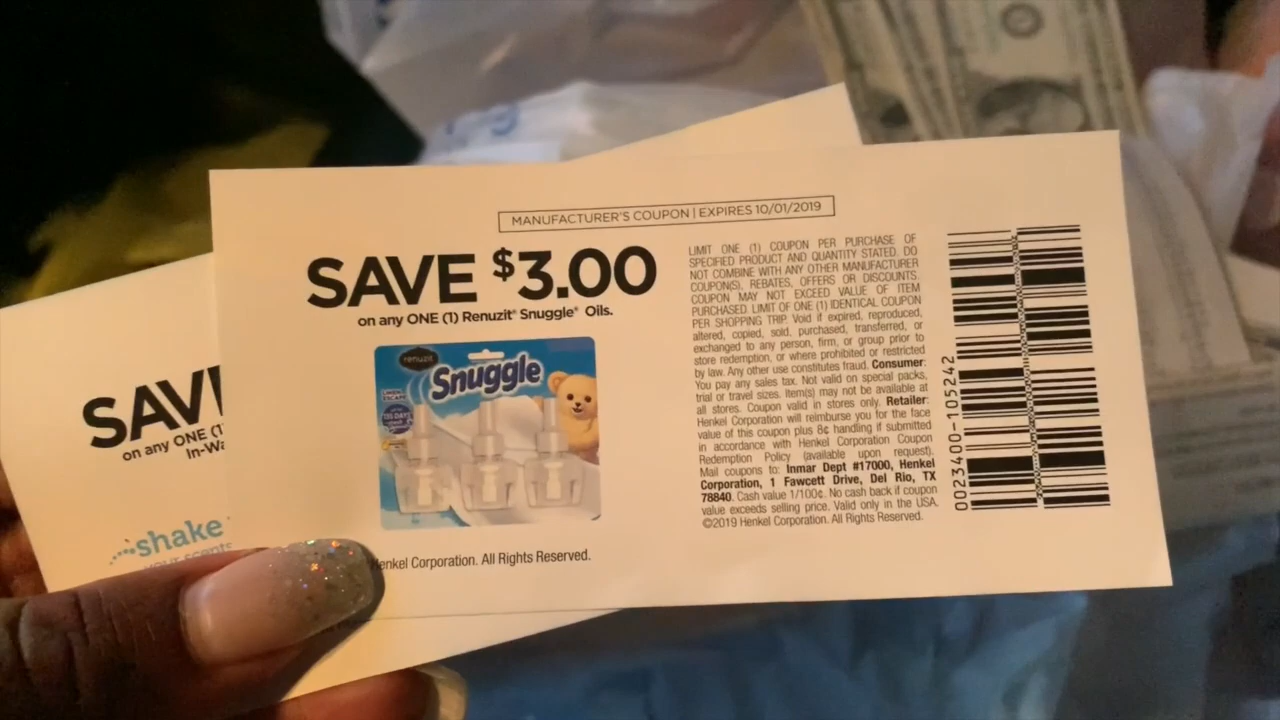 MANUFACTURER'S COUPON | EXPIRES 10/01/2019
SAVE $3.00
on any ONE (1) Renuzit® Snuggle® Oils.
renuzit
Snuggle
enkel Corporation. All Rights Reserved.
LIMIT ONE (1) COUPON PER PURCHASE OF
SPECIFIED PRODUCT AND QUANTITY STATED. DO
NOT COMBINE WITH ANY OTHER MANUFACTURER
COUPON(S), REBATES, OFFERS OR DISCOUNTS.
COUPON MAY NOT EXCEED VALUE OF ITEM
PURCHASED. LIMIT OF ONE (1) IDENTICAL COUPON
PER SHOPPING TRIP. Void if expired, reproduced,
altered, copied, sold, purchased, transferred, or
exchanged to any person, firm, or group prior to
store redemption, or where prohibited or restricted
by law. Any other use constitutes fraud. Consumer:
You pay any sales tax. Not valid on special packs,
trial or travel sizes. Item(s) may not be available at
all stores. Coupon valid in stores only. Retailer:
Henkel Corporation will reimburse you for the face
value of this coupon plus 8¢ handling if submitted
in accordance with Henkel Corporation Coupon
Redemption Policy (available upon request).
Mail coupons to: Inmar Dept #17000, Henkel
Corporation, 1 Fawcett Drive, Del Rio, TX
78840. Cash value 1/100¢. No cash back if coupon
value exceeds selling price. Valid only in the USA.
©2019 Henkel Corporation. All Rights Reserved.
0023400-105242
SAV
on any ONE (1
In-Wa
shake